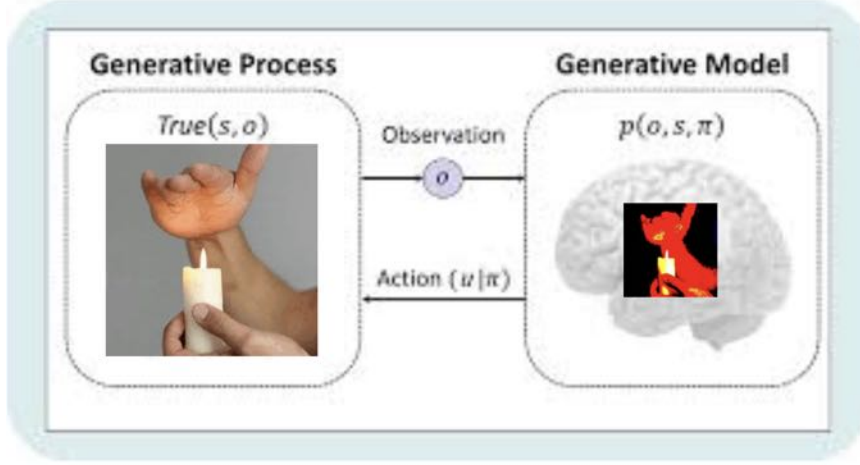 Generative Process
Generative Model
True(s, o)
Observation
p(o, s, π)
o
Action (u|π)